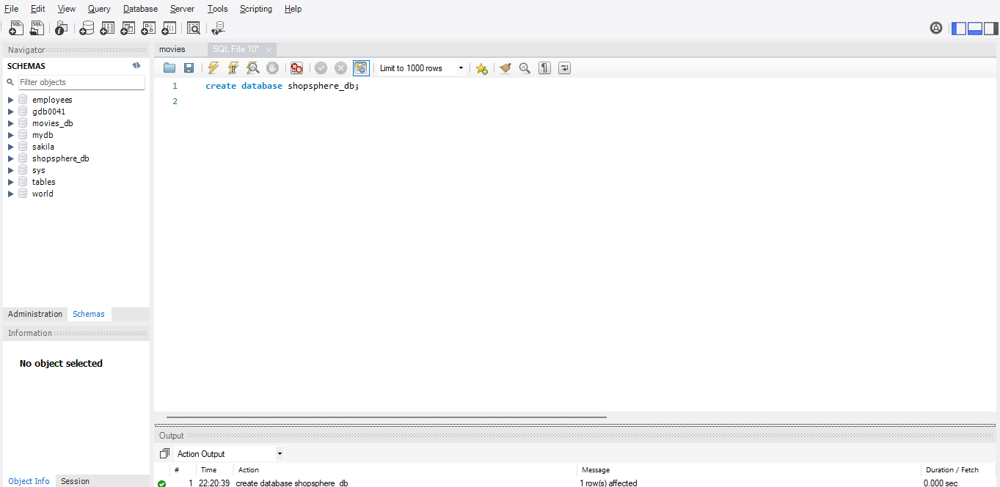 File Edit View Query Database Server Tools Scripting Help
SQL SQL
Navigator
movies SQL File 10*
SCHEMAS
Limit to 1000 rows
Filter objects
employees
gdb0041
movies_db
mydb
sakila
shopsphere_db
sys
tables
world
1 create database shopsphere_db;
2
Administration Schemas
Information
No object selected
Object Info Session
Output
Action Output
# Time Action Message Duration / Fetch
1 22:20:39 create database shopsphere_db 1 row(s) affected 0.000 sec